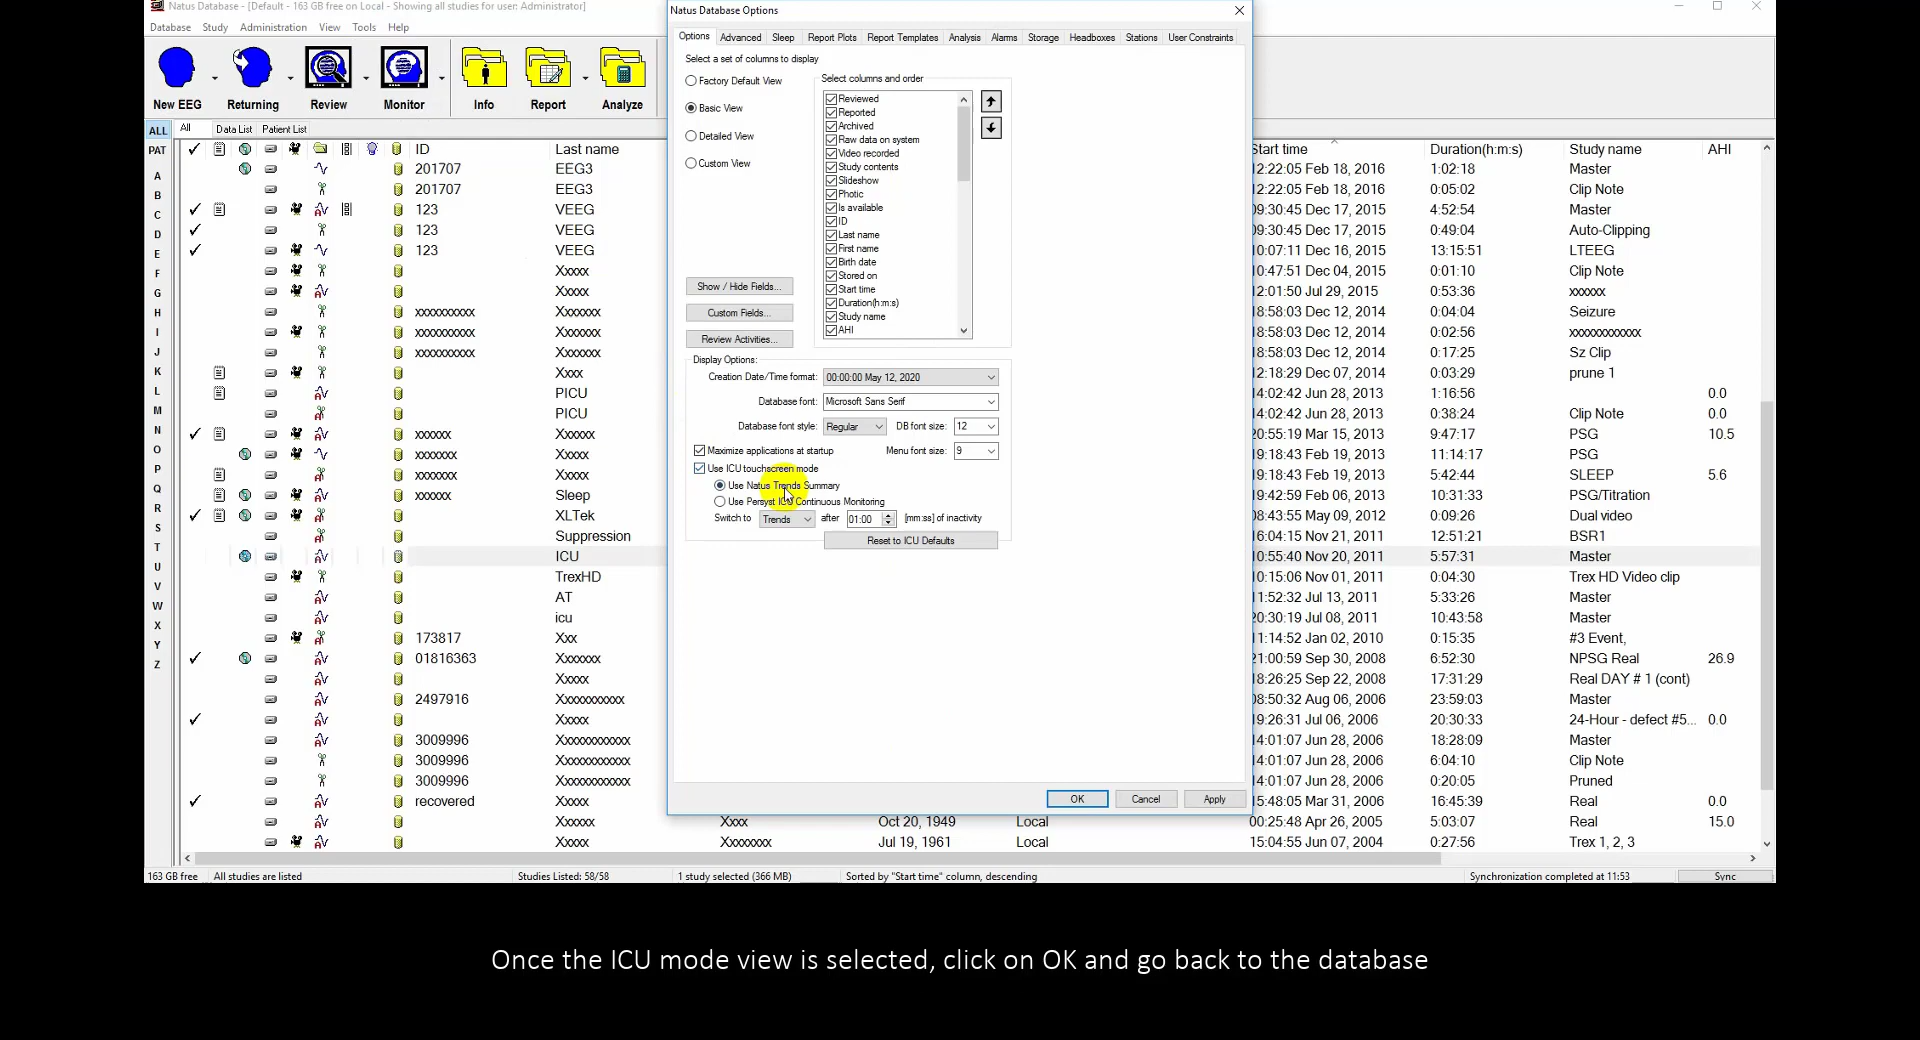 Natus Database - [Default - 163 GB free on Local - Showing all studies for user: Administrator]
Database Study Administration View Tools Help
New EEG Returning Review Monitor Info Report Analyze
ALL All Data List Patient List
PAT ID Last name Start time Duration(h:m:s) Study name AHI
201707 EEG3 12:22:05 Feb 18, 2016 1:02:18 Master
A
201707 EEG3 12:22:05 Feb 18, 2016 0:05:02 Clip Note
B
123 VEEG 09:30:45 Dec 17, 2015 4:52:54 Master
C
123 VEEG 09:30:45 Dec 17, 2015 0:49:04 Auto-Clipping
D
123 VEEG 10:07:11 Dec 16, 2015 13:15:51 LTEEG
E
Xxxxx 10:47:51 Dec 04, 2015 0:01:10 Clip Note
F
Xxxxx 12:01:50 Jul 29, 2015 0:53:36 xxxxxx
G
H xxxxxxxxxx Xxxxxx 18:58:03 Dec 12, 2014 0:04:04 Seizure
I xxxxxxxxxx Xxxxxx 18:58:03 Dec 12, 2014 0:02:56 xxxxxxxxxxxx
J xxxxxxxxxx Xxxxxx 18:58:03 Dec 12, 2014 0:17:25 Sz Clip
K Xxxx 12:18:29 Dec 07, 2014 0:03:29 prune 1
L PICU 14:02:42 Jun 28, 2013 1:16:56 0.0
M PICU 14:02:42 Jun 28, 2013 0:38:24 Clip Note 0.0
N xxxxxx Xxxxx 20:55:19 Mar 15, 2013 9:47:17 PSG 10.5
O xxxxxxx Xxxxx 19:18:43 Feb 19, 2013 11:14:17 PSG
P xxxxxxx Xxxxx 19:18:43 Feb 19, 2013 5:42:44 SLEEP 5.6
Q xxxxxx Sleep 19:42:59 Feb 06, 2013 10:31:33 PSG/Titration
R XLTek 08:43:55 May 09, 2012 0:09:26 Dual video
S Suppression 16:04:15 Nov 21, 2011 12:51:21 BSR1
T ICU 10:55:40 Nov 20, 2011 5:57:31 Master
U TrexHD 10:15:06 Nov 01, 2011 0:04:30 Trex HD Video clip
V AT 11:52:32 Jul 13, 2011 5:33:26 Master
W icu 20:30:19 Jul 08, 2011 10:43:58 Master
X 173817 Xxx 11:14:52 Jan 02, 2010 0:15:35 #3 Event,
Y 01816363 Xxxxxxx 21:00:59 Sep 30, 2008 6:52:30 NPSG Real 26.9
Z Xxxxx 18:26:25 Sep 22, 2008 17:31:29 Real DAY # 1 (cont)
2497916 Xxxxxxxxxx 08:50:32 Aug 06, 2006 23:59:03 Master
Xxxxx 19:26:31 Jul 06, 2006 20:30:33 24-Hour - defect #5... 0.0
3009996 Xxxxxxxxxxx 14:01:07 Jun 28, 2006 18:28:09 Master
3009996 Xxxxxxxxxxx 14:01:07 Jun 28, 2006 6:04:10 Clip Note
3009996 Xxxxxxxxxxx 14:01:07 Jun 28, 2006 0:20:05 Pruned
recovered Xxxxx 15:48:05 Mar 31, 2006 16:45:39 Real 0.0
Xxxxx Xxxx Oct 20, 1949 Local 00:25:48 Apr 26, 2005 5:03:07 Real 15.0
Xxxxx Xxxxxxx Jul 19, 1961 Local 15:04:55 Jun 07, 2004 0:27:56 Trex 1, 2, 3
163 GB free All studies are listed Studies Listed: 58/58 1 study selected (366 MB) Sorted by "Start time" column, descending Synchronization completed at 11:53 Sync
Natus Database Options
Options Advanced Sleep Report Plots Report Templates Analysis Alarms Storage Headboxes Stations User Constraints
Select a set of columns to display
Factory Default View
Basic View
Detailed View
Custom View
Show / Hide Fields...
Custom Fields...
Review Activities...
Select columns and order
Reviewed
Reported
Archived
Raw data on system
Video recorded
Study contents
Slideshow
Photic
Is available
ID
Last name
First name
Birth date
Stored on
Start time
Duration(h:m:s)
Study name
AHI
Display Options:
Creation Date/Time format: 00:00:00 May 12, 2020
Database font: Microsoft Sans Serif
Database font style: Regular DB font size: 12
Maximize applications at startup Menu font size: 9
Use ICU touchscreen mode
Use Natus Trends Summary
Use Persyst ICU Continuous Monitoring
Switch to Trends after 01:00 [mm:ss] of inactivity
Reset to ICU Defaults
OK Cancel Apply
Once the ICU mode view is selected, click on OK and go back to the database